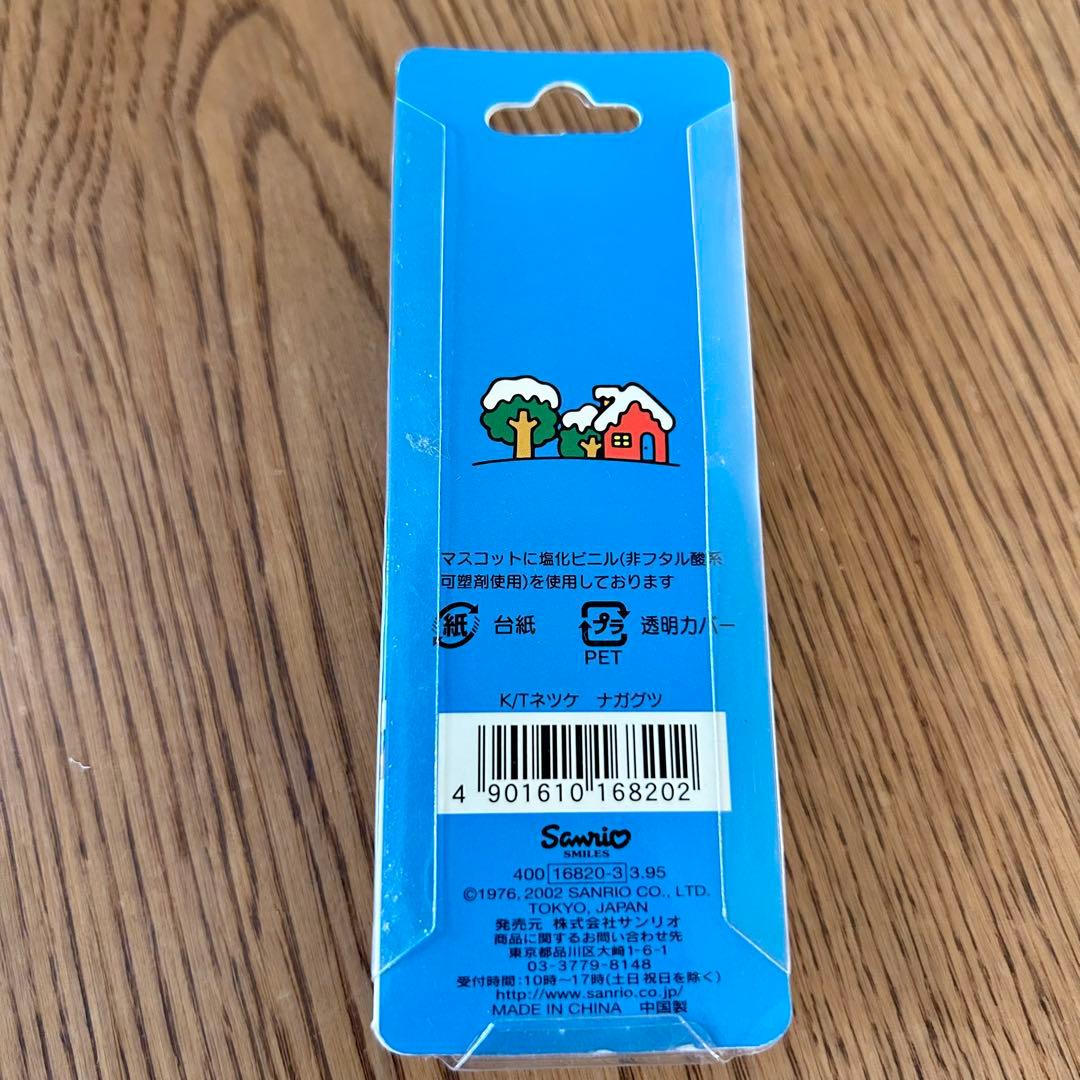 マスコットに塩化ビニル(非フタル酸系
可塑剤使用)を使用しております
紙 台紙 プラ 透明カバー
PET
K/Tネツケ ナガグツ
4 901610 168202
Sanrio
SMILES
400 16820-3 3.95
©1976, 2002 SANRIO CO., LTD.
TOKYO, JAPAN
発売元 株式会社サンリオ
商品に関するお問い合わせ先
東京都品川区大崎1-6-1
03-3779-8148
受付時間:10時~17時(土日祝日を除く)
http://www.sanrio.co.jp/
MADE IN CHINA 中国製